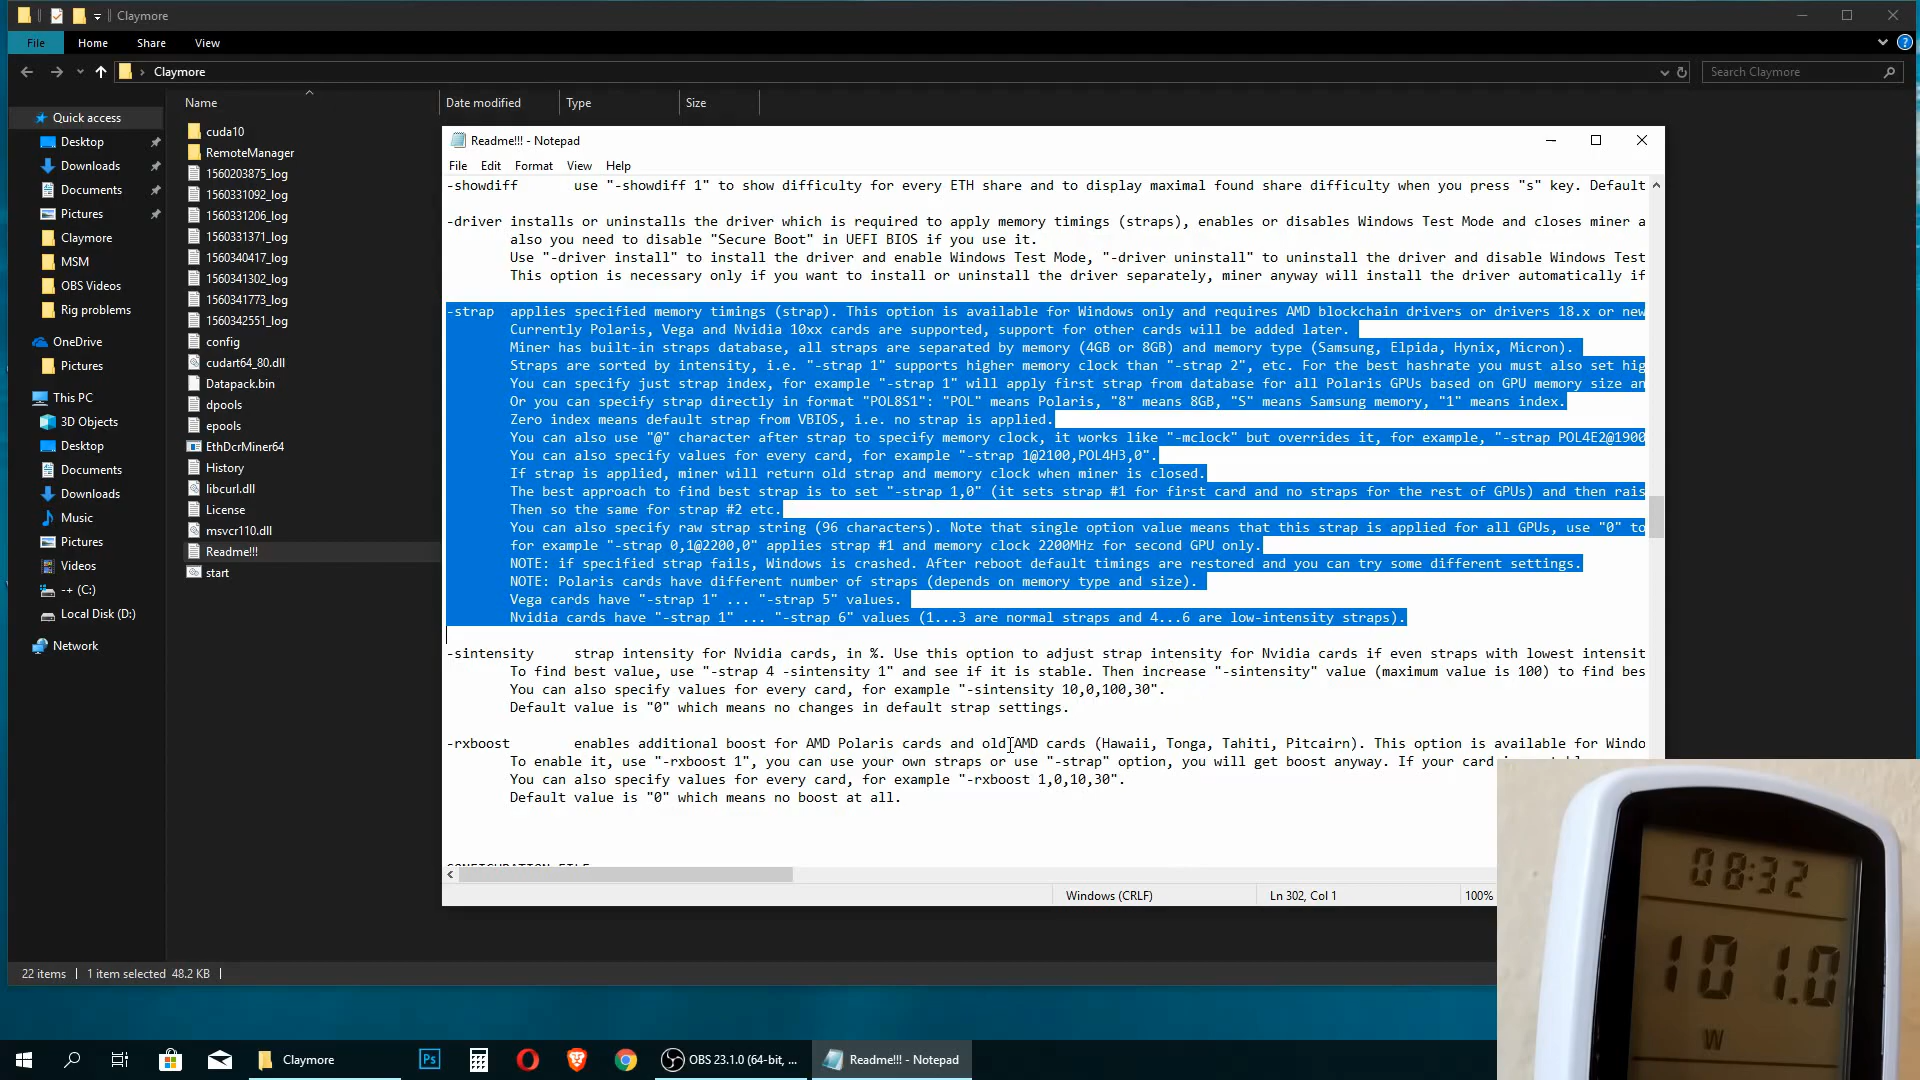 Claymore
File Home Share View
Claymore
Search Claymore
Name Date modified Type Size
Quick access
Desktop
Downloads
Documents
Pictures
Claymore
MSM
OBS Videos
Rig problems
OneDrive
Pictures
This PC
3D Objects
Desktop
Documents
Downloads
Music
Pictures
Videos
-+ (C:)
Local Disk (D:)
Network
cuda10
RemoteManager
1560203875_log
1560331092_log
1560331206_log
1560331371_log
1560340417_log
1560341302_log
1560341773_log
1560342551_log
config
cudart64_80.dll
Datapack.bin
dpools
epools
EthDcrMiner64
History
libcurl.dll
License
msvcr110.dll
Readme!!!
start
Readme!!! - Notepad
File Edit Format View Help
-showdiff use "-showdiff 1" to show difficulty for every ETH share and to display maximal found share difficulty when you press "s" key. Default
-driver installs or uninstalls the driver which is required to apply memory timings (straps), enables or disables Windows Test Mode and closes miner a
also you need to disable "Secure Boot" in UEFI BIOS if you use it.
Use "-driver install" to install the driver and enable Windows Test Mode, "-driver uninstall" to uninstall the driver and disable Windows Test
This option is necessary only if you want to install or uninstall the driver separately, miner anyway will install the driver automatically if
-strap applies specified memory timings (strap). This option is available for Windows only and requires AMD blockchain drivers or drivers 18.x or new
Currently Polaris, Vega and Nvidia 10xx cards are supported, support for other cards will be added later.
Miner has built-in straps database, all straps are separated by memory (4GB or 8GB) and memory type (Samsung, Elpida, Hynix, Micron).
Straps are sorted by intensity, i.e. "-strap 1" supports higher memory clock than "-strap 2", etc. For the best hashrate you must also set hig
You can specify just strap index, for example "-strap 1" will apply first strap from database for all Polaris GPUs based on GPU memory size an
Or you can specify strap directly in format "POL8S1": "POL" means Polaris, "8" means 8GB, "S" means Samsung memory, "1" means index.
Zero index means default strap from VBIOS, i.e. no strap is applied.
You can also use "@" character after strap to specify memory clock, it works like "-mclock" but overrides it, for example, "-strap POL4E2@1900
You can also specify values for every card, for example "-strap 1@2100,POL4H3,0".
If strap is applied, miner will return old strap and memory clock when miner is closed.
The best approach to find best strap is to set "-strap 1,0" (it sets strap #1 for first card and no straps for the rest of GPUs) and then rais
Then so the same for strap #2 etc.
You can also specify raw strap string (96 characters). Note that single option value means that this strap is applied for all GPUs, use "0" to
for example "-strap 0,1@2200,0" applies strap #1 and memory clock 2200MHz for second GPU only.
NOTE: if specified strap fails, Windows is crashed. After reboot default timings are restored and you can try some different settings.
NOTE: Polaris cards have different number of straps (depends on memory type and size).
Vega cards have "-strap 1" ... "-strap 5" values.
Nvidia cards have "-strap 1" ... "-strap 6" values (1...3 are normal straps and 4...6 are low-intensity straps).
-sintensity strap intensity for Nvidia cards, in %. Use this option to adjust strap intensity for Nvidia cards if even straps with lowest intensit
To find best value, use "-strap 4 -sintensity 1" and see if it is stable. Then increase "-sintensity" value (maximum value is 100) to find bes
You can also specify values for every card, for example "-sintensity 10,0,100,30".
Default value is "0" which means no changes in default strap settings.
-rxboost enables additional boost for AMD Polaris cards and old AMD cards (Hawaii, Tonga, Tahiti, Pitcairn). This option is available for Windo
To enable it, use "-rxboost 1", you can use your own straps or use "-strap" option, you will get boost anyway. If your card
You can also specify values for every card, for example "-rxboost 1,0,10,30".
Default value is "0" which means no boost at all.
Windows (CRLF) Ln 302, Col 1 100%
22 items 1 item selected 48.2 KB
08:32
101.0
W
Claymore
Ps
OBS 23.1.0 (64-bit, ...
Readme!!! - Notepad